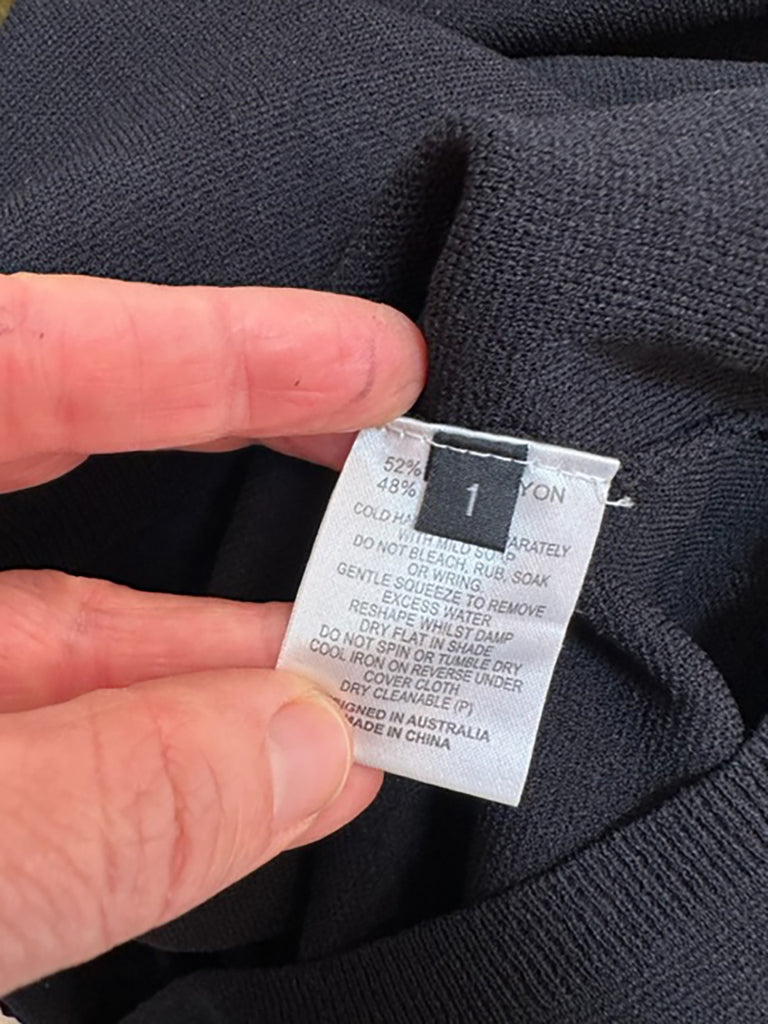 52%
48% YON
1
COLD HA ARATELY
WITH MILD
DO NOT BLEACH, RUB, SOAK
OR WRING
GENTLE SQUEEZE TO REMOVE
EXCESS WATER
RESHAPE WHILST DAMP
DRY FLAT IN SHADE
DO NOT SPIN OR TUMBLE DRY
COOL IRON ON REVERSE UNDER
COVER CLOTH
DRY CLEANABLE (P)
SIGNED IN AUSTRALIA
MADE IN CHINA